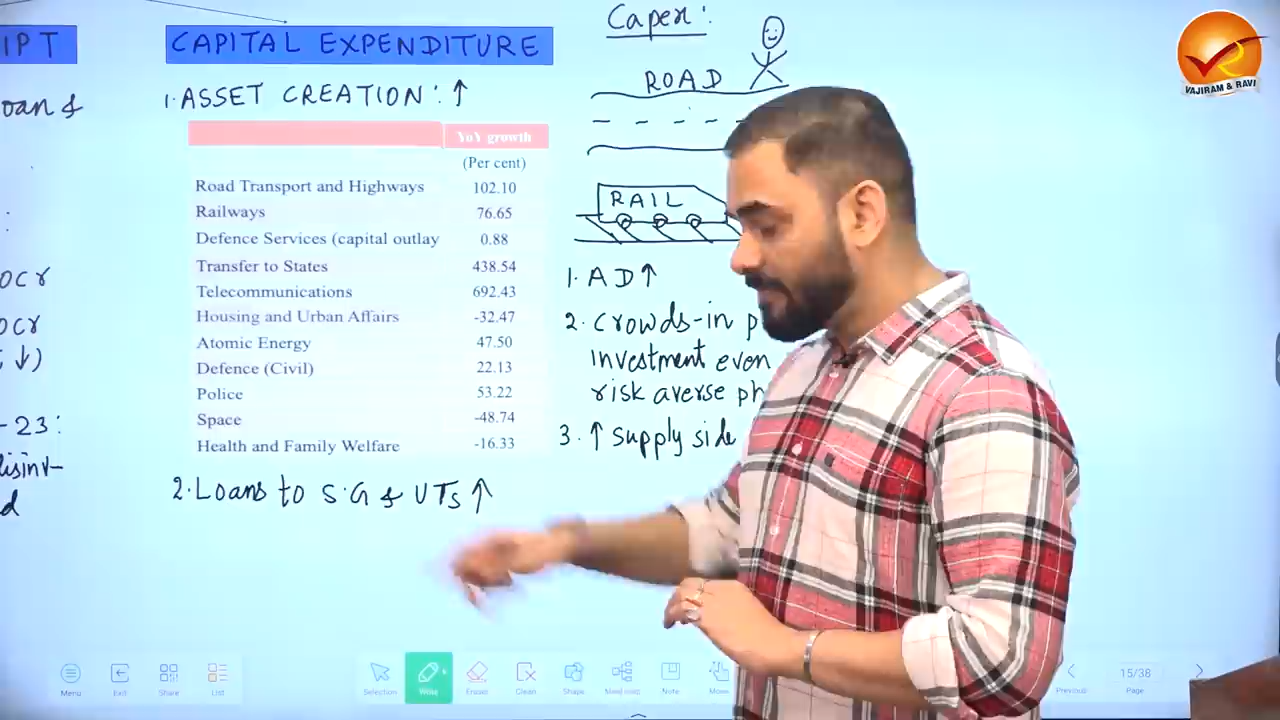 IPT
oan &
:
OCR
OCR
↓)
-23:
disinv-
d
CAPITAL EXPENDITURE
1. ASSET CREATION: ↑
YoY growth
(Per cent)
Road Transport and Highways 102.10
Railways 76.65
Defence Services (capital outlay 0.88
Transfer to States 438.54
Telecommunications 692.43
Housing and Urban Affairs -32.47
Atomic Energy 47.50
Defence (Civil) 22.13
Police 53.22
Space -48.74
Health and Family Welfare -16.33
2. Loans to S.G & UTs ↑
Capex:
ROAD
RAIL
1. AD↑
2. Crowds-in p
investment even
risk averse ph
3. ↑ supply side
VAJIRAM & RAVI
Menu
Exit
Share
List
Selection
Write
Eraser
Clean
Shape
Mind map
Note
Move
Previous
15/38
Page